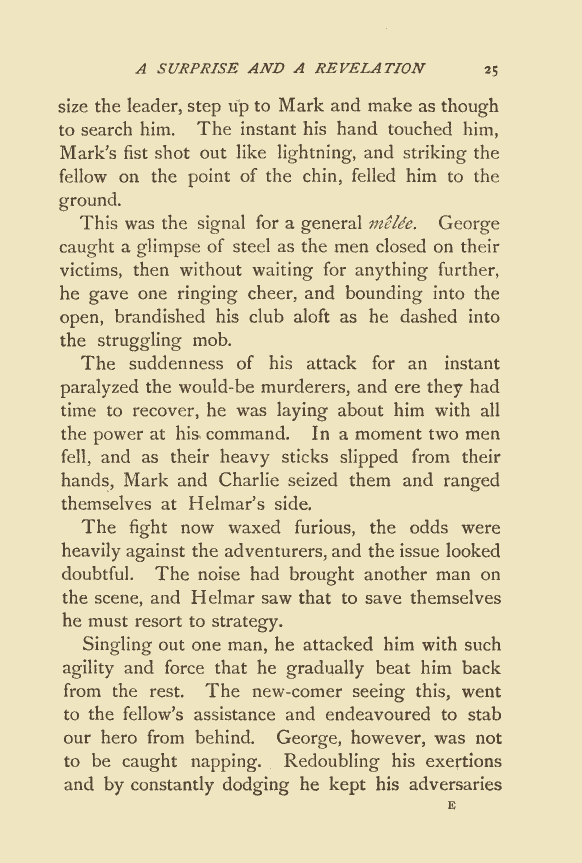 A SURPRISE AND A REVELATION 25
size the leader, step up to Mark and make as though
to search him. The instant his hand touched him,
Mark's fist shot out like lightning, and striking the
fellow on the point of the chin, felled him to the
ground.
This was the signal for a general mêlée. George
caught a glimpse of steel as the men closed on their
victims, then without waiting for anything further,
he gave one ringing cheer, and bounding into the
open, brandished his club aloft as he dashed into
the struggling mob.
The suddenness of his attack for an instant
paralyzed the would-be murderers, and ere they had
time to recover, he was laying about him with all
the power at his command. In a moment two men
fell, and as their heavy sticks slipped from their
hands, Mark and Charlie seized them and ranged
themselves at Helmar's side.
The fight now waxed furious, the odds were
heavily against the adventurers, and the issue looked
doubtful. The noise had brought another man on
the scene, and Helmar saw that to save themselves
he must resort to strategy.
Singling out one man, he attacked him with such
agility and force that he gradually beat him back
from the rest. The new-comer seeing this, went
to the fellow's assistance and endeavoured to stab
our hero from behind. George, however, was not
to be caught napping. Redoubling his exertions
and by constantly dodging he kept his adversaries
E